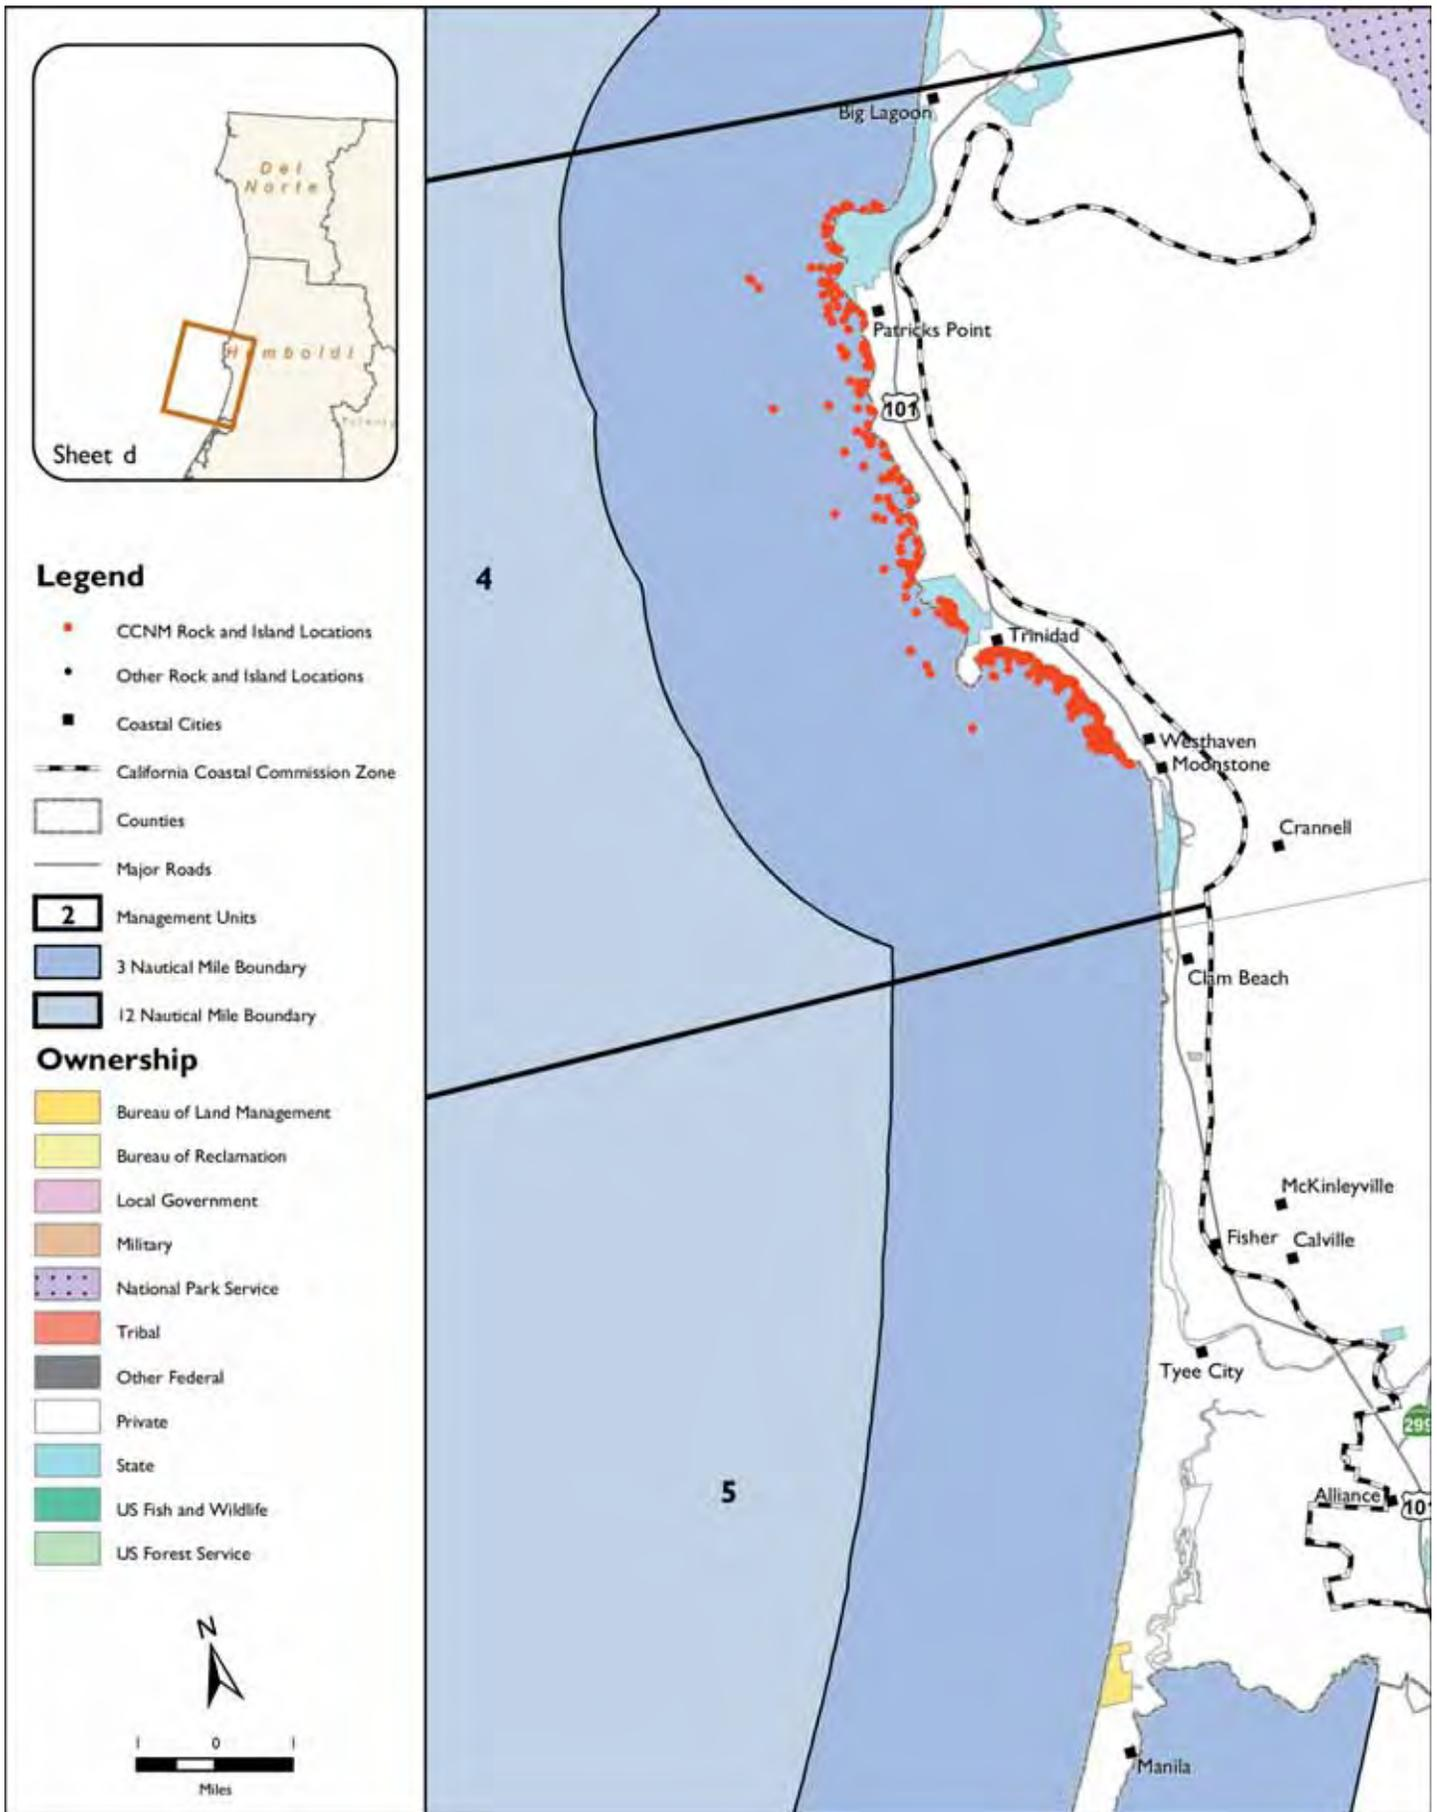 Del
Norte
Humboldt
Sheet d
Legend
CCNM Rock and Island Locations
Other Rock and Island Locations
Coastal Cities
California Coastal Commission Zone
Counties
Major Roads
2
Management Units
3 Nautical Mile Boundary
12 Nautical Mile Boundary
Ownership
Bureau of Land Management
Bureau of Reclamation
Local Government
Military
National Park Service
Tribal
Other Federal
Private
State
US Fish and Wildlife
US Forest Service
N
1 0 1
Miles
Big Lagoon
Patricks Point
101
4
Trinidad
Westhaven
Moonstone
Crannell
Clam Beach
McKinleyville
Fisher
Calville
Tyee City
299
5
Alliance
101
Manila